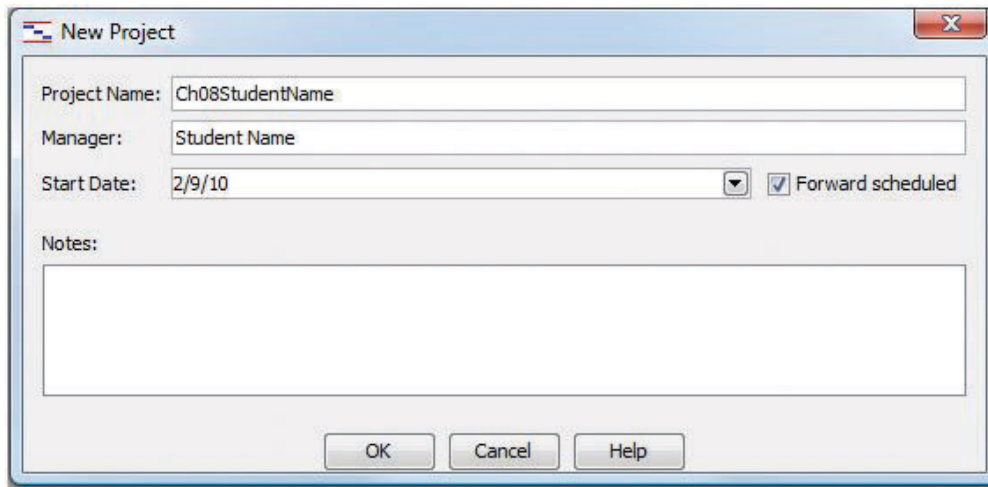 New Project
Project Name: Ch08StudentName
Manager: Student Name
Start Date: 2/9/10 Forward scheduled
Notes:
OK Cancel Help